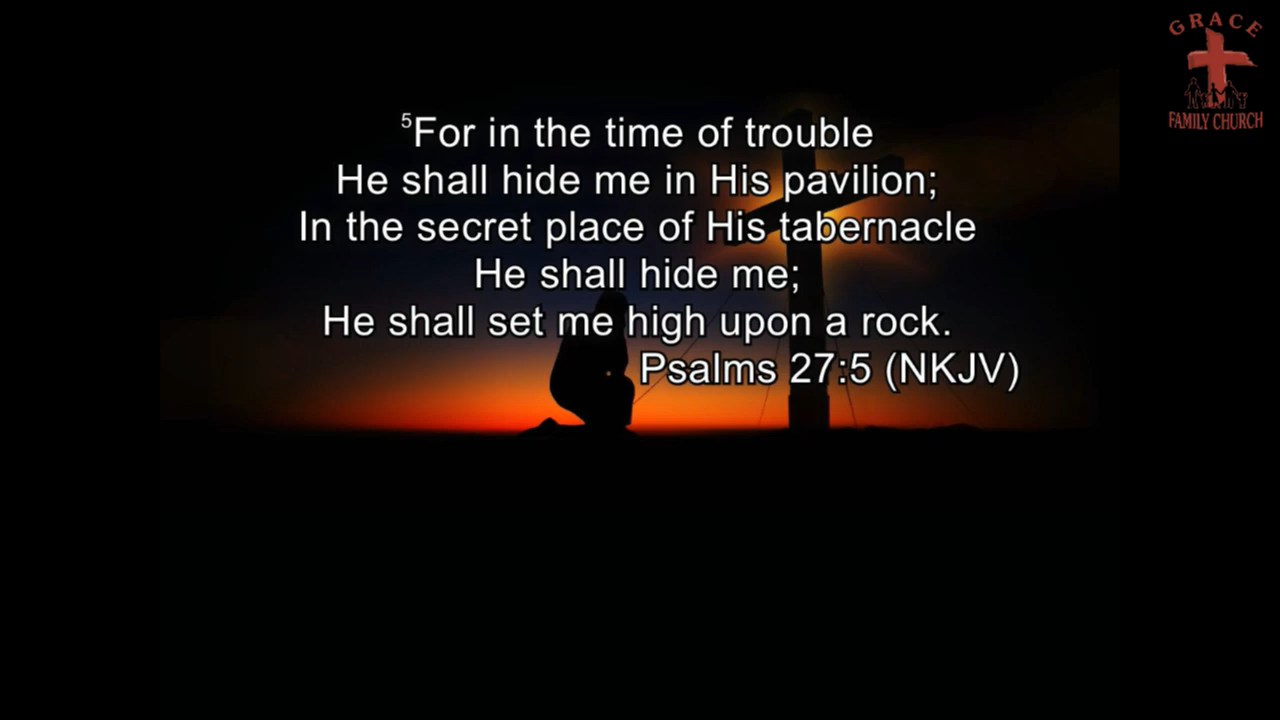 GRACE
FAMILY CHURCH
⁵For in the time of trouble
He shall hide me in His pavilion;
In the secret place of His tabernacle
He shall hide me;
He shall set me high upon a rock.
Psalms 27:5 (NKJV)